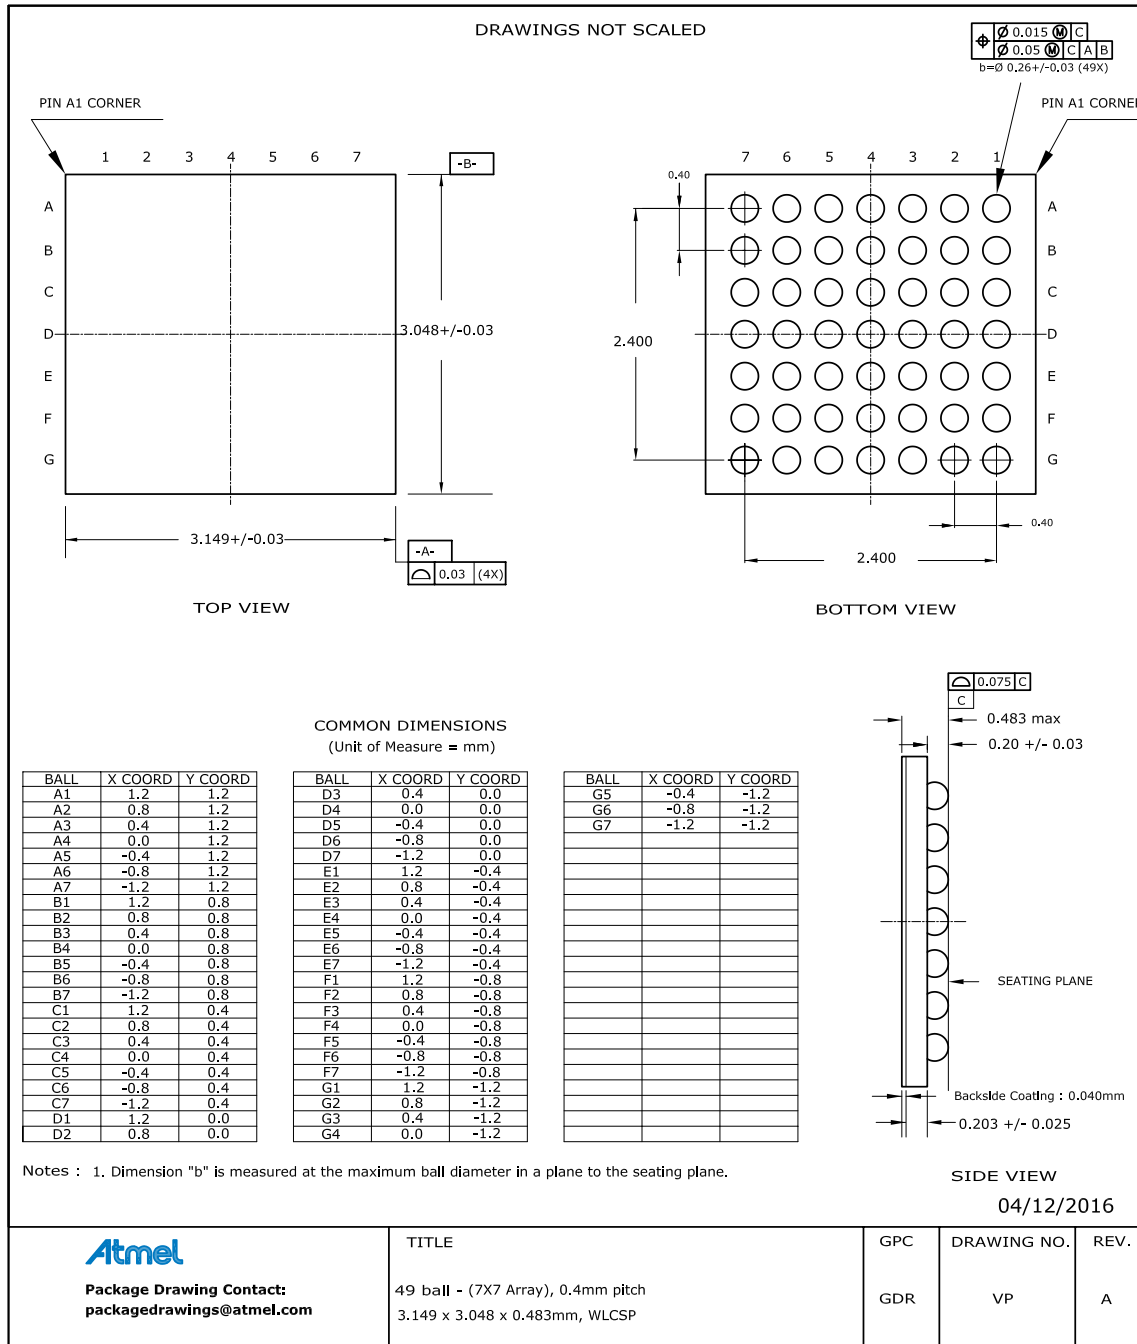 DRAWINGS NOT SCALED
Ø 0.015 Ⓜ C
Ø 0.05 Ⓜ C A B
b=Ø 0.26+/-0.03 (49X)
PIN A1 CORNER
PIN A1 CORNER
1 2 3 4 5 6 7
-B-
A
B
C
D
E
F
G
3.048+/-0.03
3.149+/-0.03
-A-
0.03 (4X)
TOP VIEW
7 6 5 4 3 2 1
0.40
A
B
C
D
E
F
G
2.400
0.40
2.400
BOTTOM VIEW
COMMON DIMENSIONS
(Unit of Measure = mm)
BALL X COORD Y COORD
A1 1.2 1.2
A2 0.8 1.2
A3 0.4 1.2
A4 0.0 1.2
A5 -0.4 1.2
A6 -0.8 1.2
A7 -1.2 1.2
B1 1.2 0.8
B2 0.8 0.8
B3 0.4 0.8
B4 0.0 0.8
B5 -0.4 0.8
B6 -0.8 0.8
B7 -1.2 0.8
C1 1.2 0.4
C2 0.8 0.4
C3 0.4 0.4
C4 0.0 0.4
C5 -0.4 0.4
C6 -0.8 0.4
C7 -1.2 0.4
D1 1.2 0.0
D2 0.8 0.0
BALL X COORD Y COORD
D3 0.4 0.0
D4 0.0 0.0
D5 -0.4 0.0
D6 -0.8 0.0
D7 -1.2 0.0
E1 1.2 -0.4
E2 0.8 -0.4
E3 0.4 -0.4
E4 0.0 -0.4
E5 -0.4 -0.4
E6 -0.8 -0.4
E7 -1.2 -0.4
F1 1.2 -0.8
F2 0.8 -0.8
F3 0.4 -0.8
F4 0.0 -0.8
F5 -0.4 -0.8
F6 -0.8 -0.8
F7 -1.2 -0.8
G1 1.2 -1.2
G2 0.8 -1.2
G3 0.4 -1.2
G4 0.0 -1.2
BALL X COORD Y COORD
G5 -0.4 -1.2
G6 -0.8 -1.2
G7 -1.2 -1.2
0.075 C
C
0.483 max
0.20 +/- 0.03
SEATING PLANE
Backside Coating : 0.040mm
0.203 +/- 0.025
SIDE VIEW
Notes : 1. Dimension "b" is measured at the maximum ball diameter in a plane to the seating plane.
04/12/2016
Atmel
Package Drawing Contact:
packagedrawings@atmel.com
TITLE
49 ball - (7X7 Array), 0.4mm pitch
3.149 x 3.048 x 0.483mm, WLCSP
GPC
GDR
DRAWING NO.
VP
REV.
A